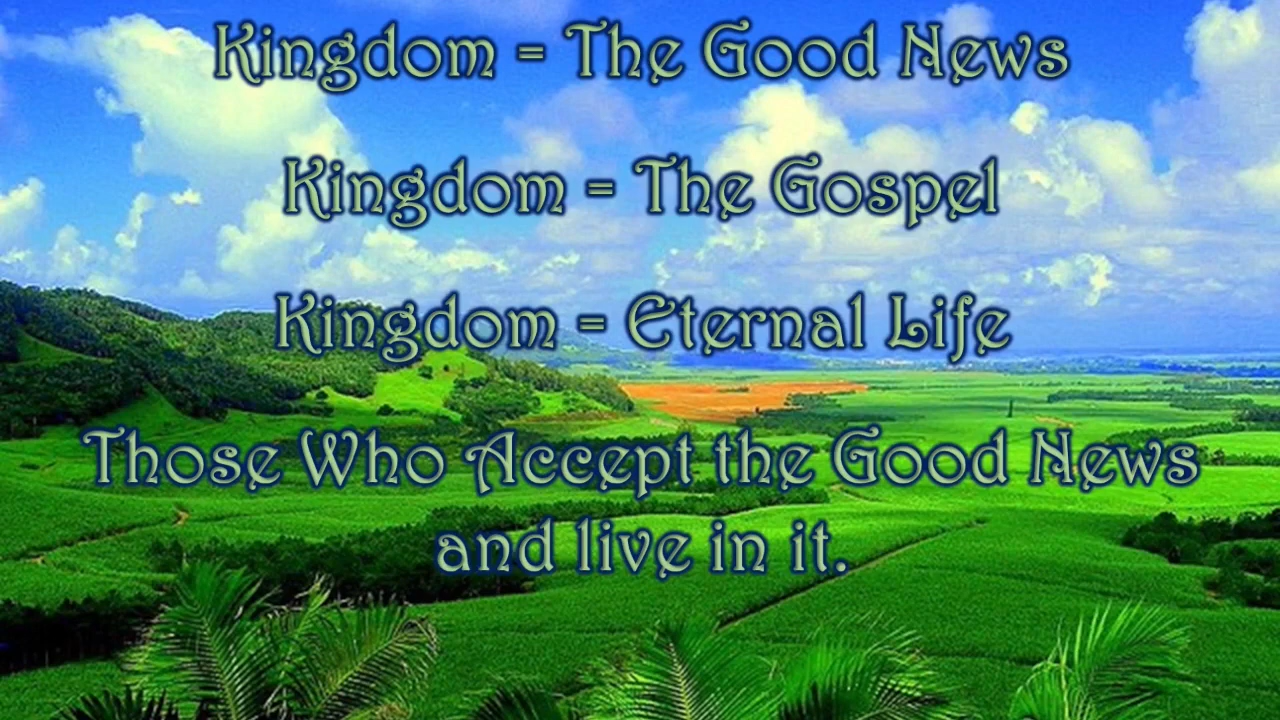 Kingdom = The Good News
Kingdom = The Gospel
Kingdom = Eternal Life
Those Who Accept the Good News
and live in it.